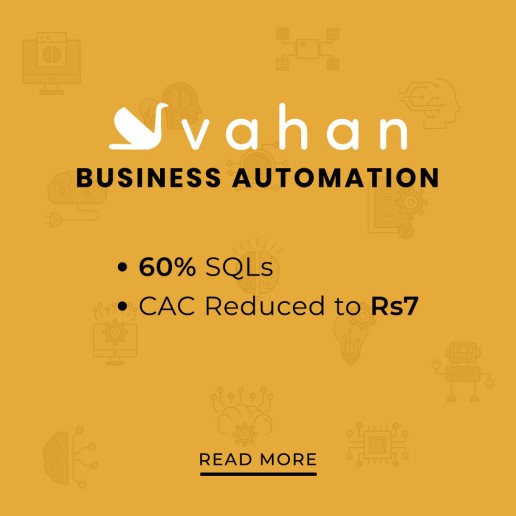 vahan
BUSINESS AUTOMATION
• 60% SQLs
• CAC Reduced to Rs7
READ MORE